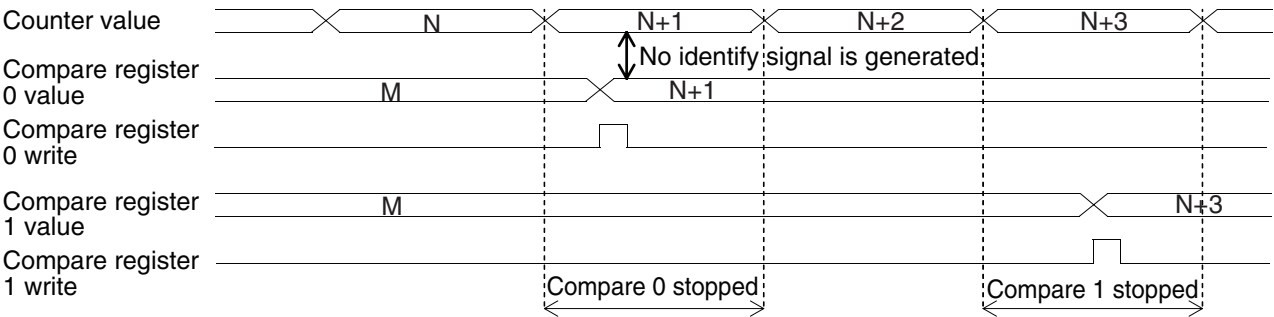 Counter value
N
N+1
N+2
N+3
No identify signal is generated.
Compare register
0 value
M
N+1
Compare register
0 write
Compare register
1 value
M
N+3
Compare register
1 write
Compare 0 stopped
Compare 1 stopped